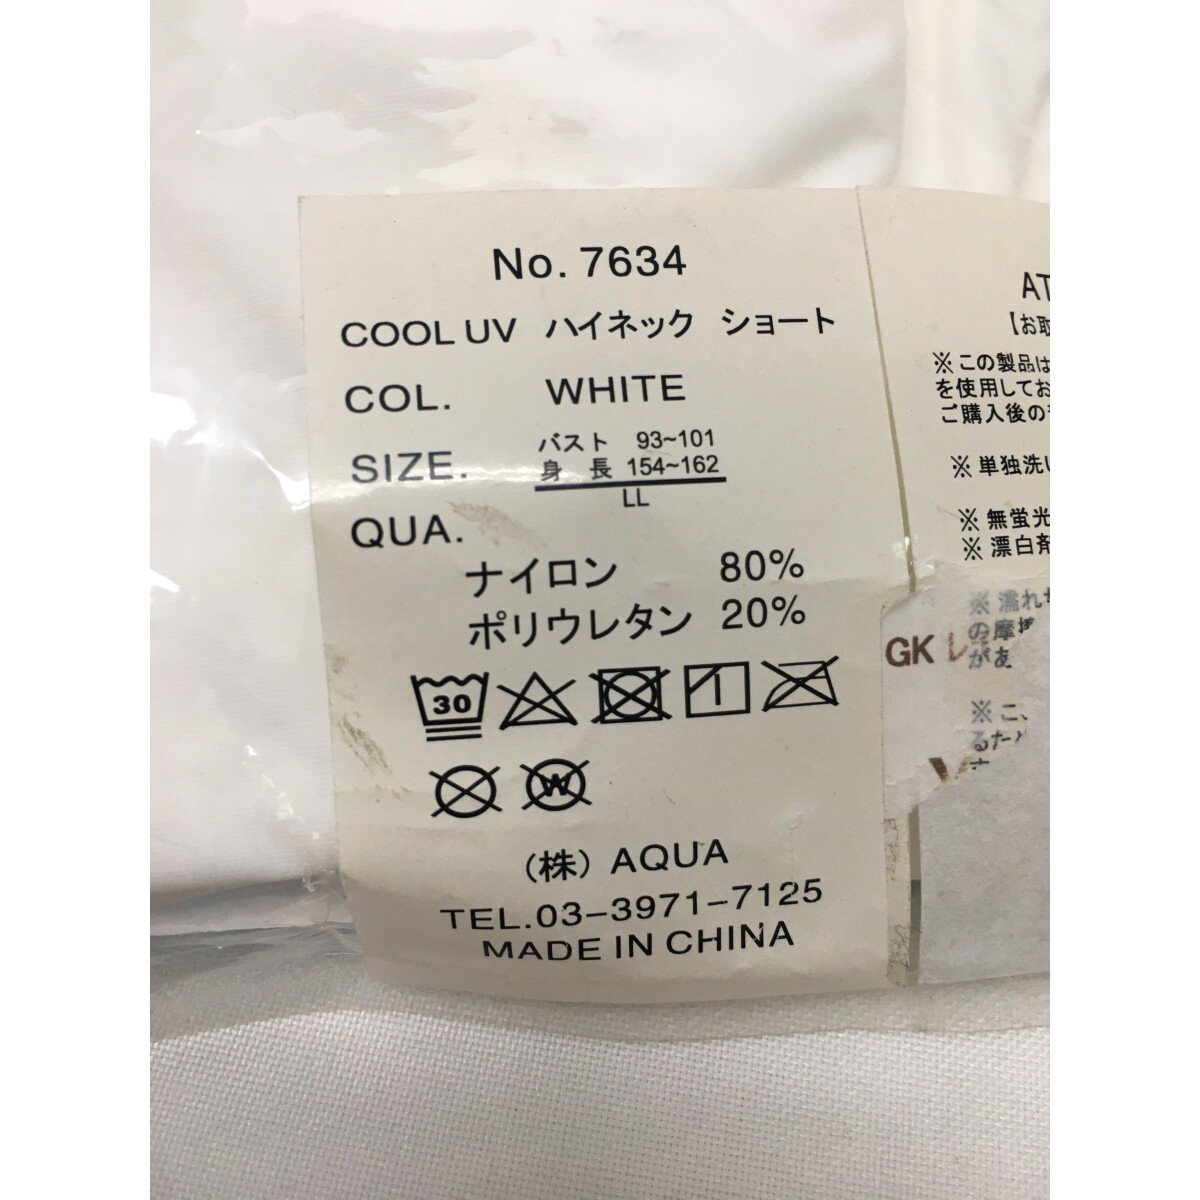 No. 7634
COOL UV ハイネック ショート
COL. WHITE
SIZE. バスト 93~101
身 長 154~162
LL
QUA.
ナイロン 80%
ポリウレタン 20%
30
W
(株) AQUA
TEL.03-3971-7125
MADE IN CHINA
AT
【お取
※この製品は
を使用してお
ご購入後の
※ 単独洗い
※ 無蛍光
※ 漂白剤
※ 濡れ
の摩擦
があ
GK レ
※ こ
るた